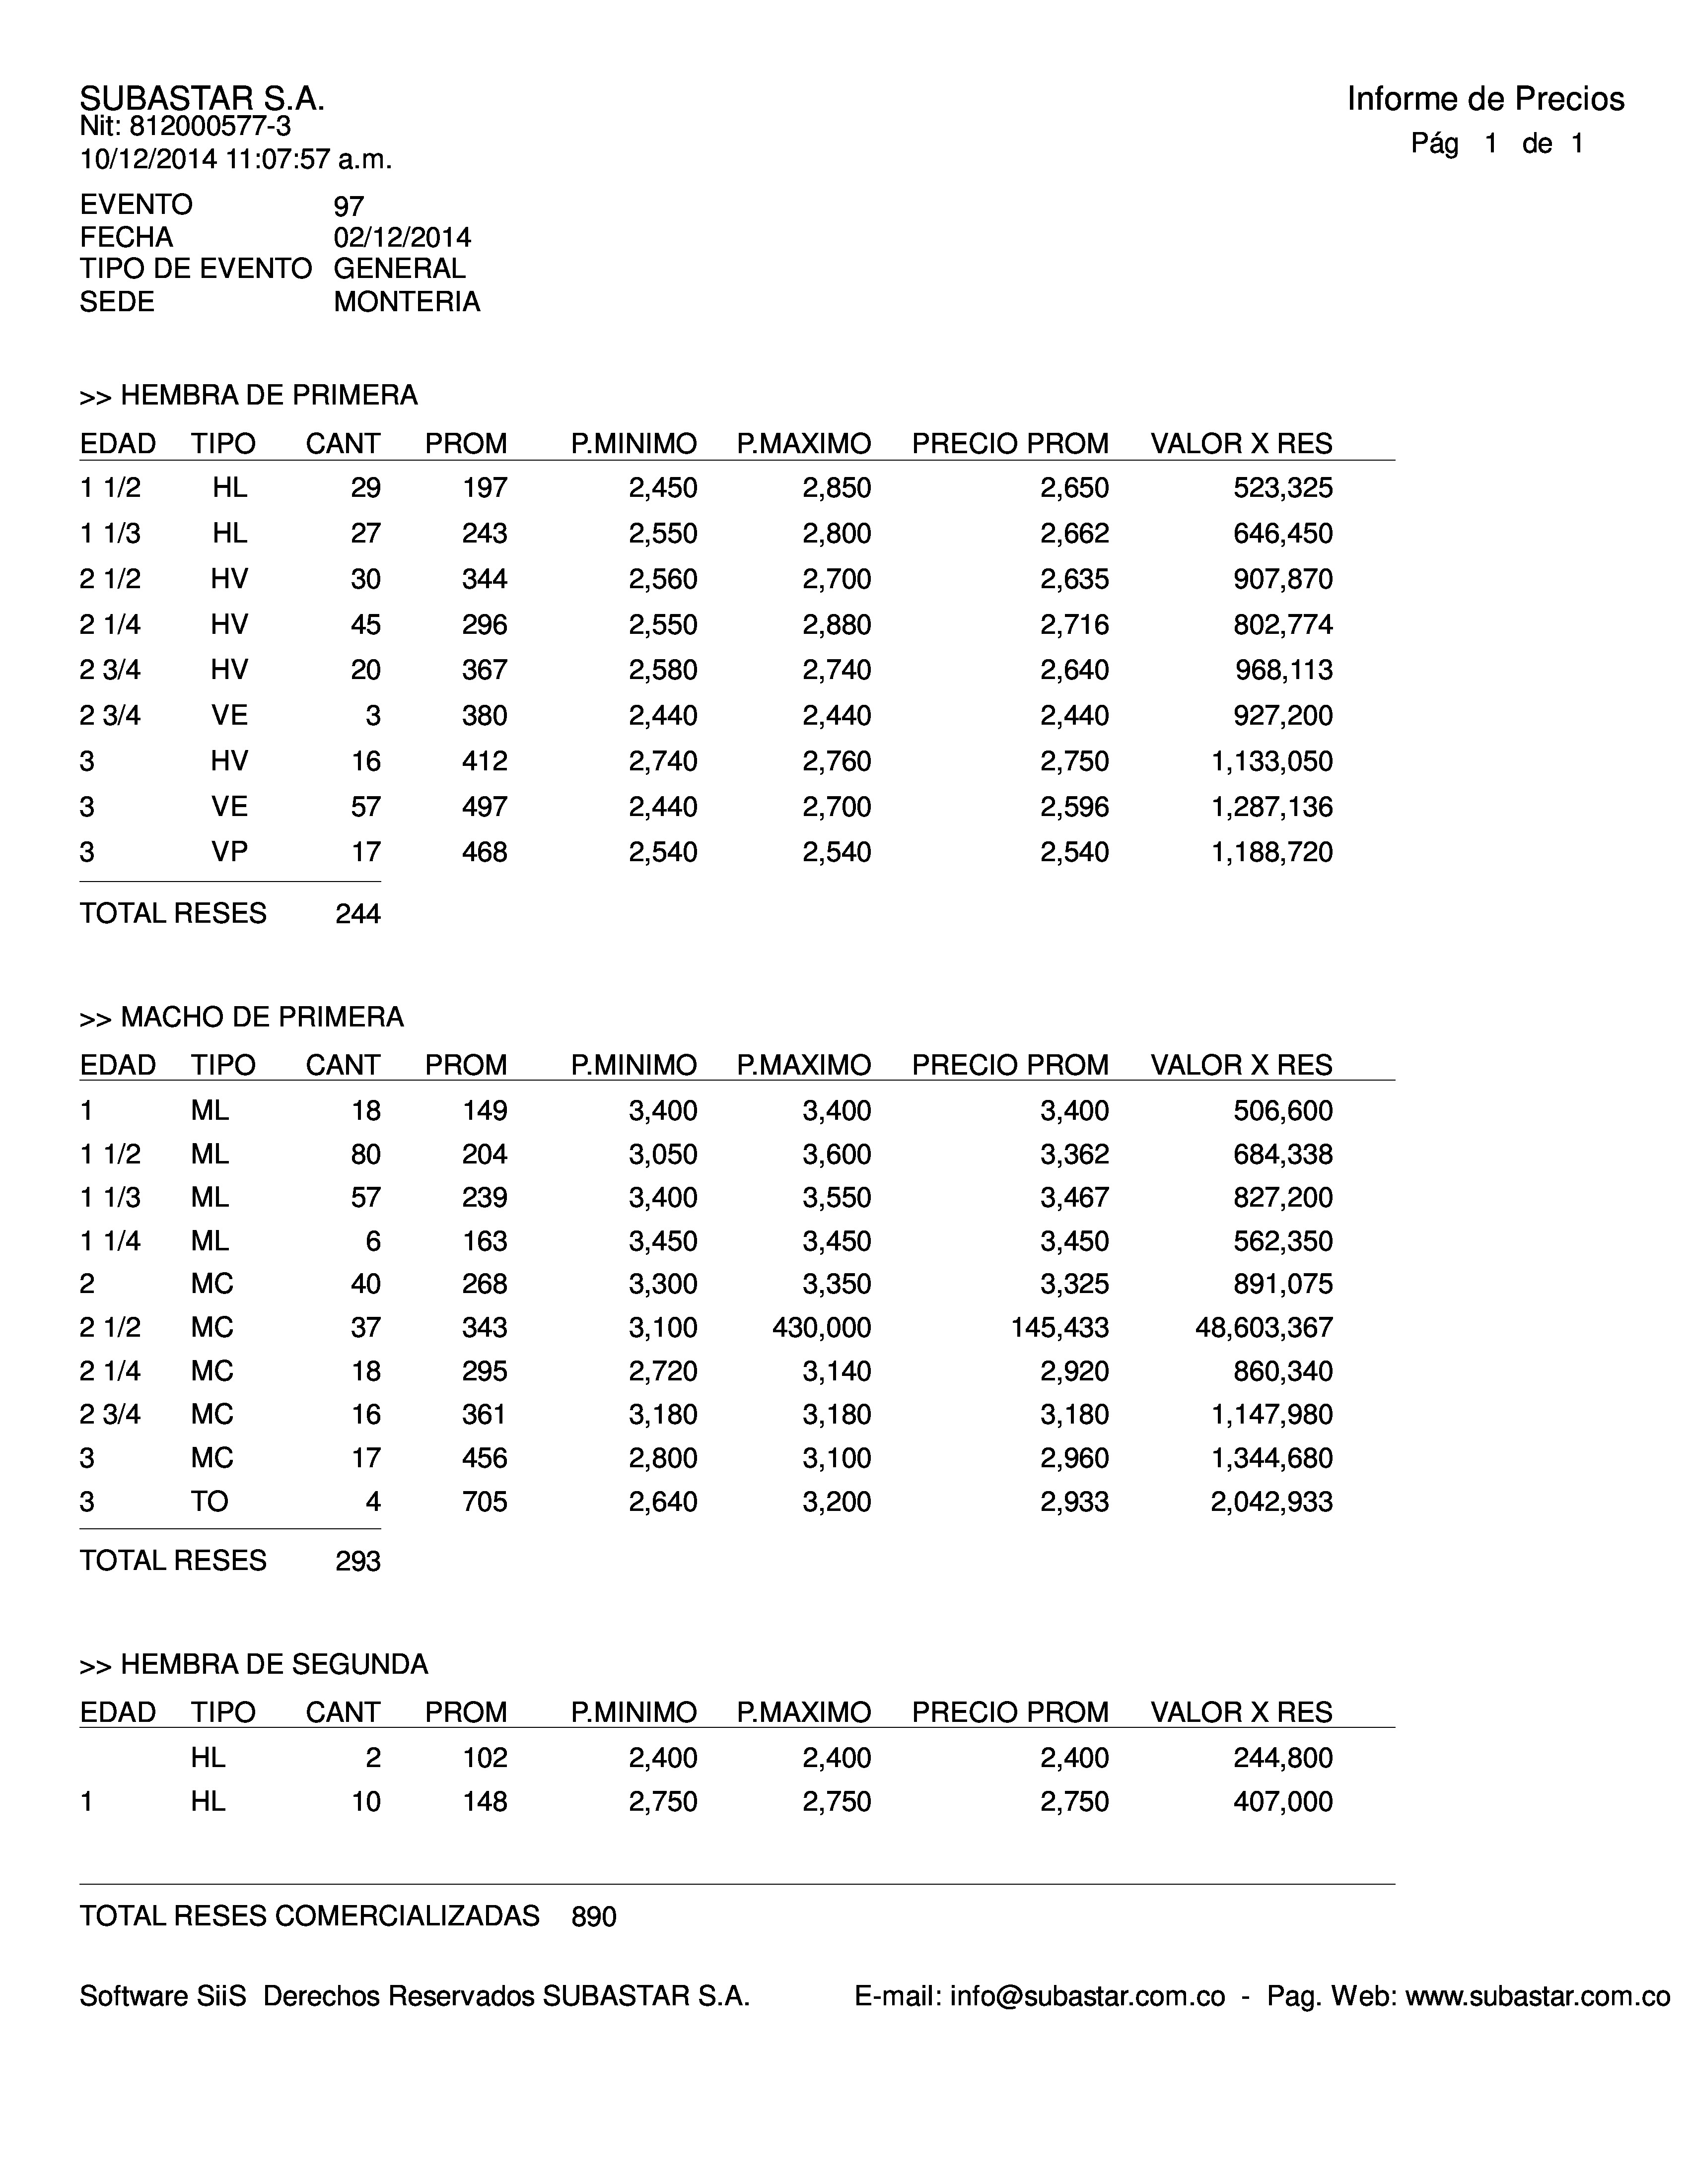 SUBASTAR S.A.
Informe de Precios
Nit: 812000577-3
Pág 1 de 1
10/12/2014 11:07:57 a.m.
EVENTO 97
FECHA 02/12/2014
TIPO DE EVENTO GENERAL
SEDE MONTERIA
>> HEMBRA DE PRIMERA
EDAD TIPO CANT PROM P.MINIMO P.MAXIMO PRECIO PROM VALOR X RES
1 1/2 HL 29 197 2,450 2,850 2,650 523,325
1 1/3 HL 27 243 2,550 2,800 2,662 646,450
2 1/2 HV 30 344 2,560 2,700 2,635 907,870
2 1/4 HV 45 296 2,550 2,880 2,716 802,774
2 3/4 HV 20 367 2,580 2,740 2,640 968,113
2 3/4 VE 3 380 2,440 2,440 2,440 927,200
3 HV 16 412 2,740 2,760 2,750 1,133,050
3 VE 57 497 2,440 2,700 2,596 1,287,136
3 VP 17 468 2,540 2,540 2,540 1,188,720
TOTAL RESES 244
>> MACHO DE PRIMERA
EDAD TIPO CANT PROM P.MINIMO P.MAXIMO PRECIO PROM VALOR X RES
1 ML 18 149 3,400 3,400 3,400 506,600
1 1/2 ML 80 204 3,050 3,600 3,362 684,338
1 1/3 ML 57 239 3,400 3,550 3,467 827,200
1 1/4 ML 6 163 3,450 3,450 3,450 562,350
2 MC 40 268 3,300 3,350 3,325 891,075
2 1/2 MC 37 343 3,100 430,000 145,433 48,603,367
2 1/4 MC 18 295 2,720 3,140 2,920 860,340
2 3/4 MC 16 361 3,180 3,180 3,180 1,147,980
3 MC 17 456 2,800 3,100 2,960 1,344,680
3 TO 4 705 2,640 3,200 2,933 2,042,933
TOTAL RESES 293
>> HEMBRA DE SEGUNDA
EDAD TIPO CANT PROM P.MINIMO P.MAXIMO PRECIO PROM VALOR X RES
HL 2 102 2,400 2,400 2,400 244,800
1 HL 10 148 2,750 2,750 2,750 407,000
TOTAL RESES COMERCIALIZADAS 890
Software SiiS Derechos Reservados SUBASTAR S.A. E-mail: info@subastar.com.co - Pag. Web: www.subastar.com.co